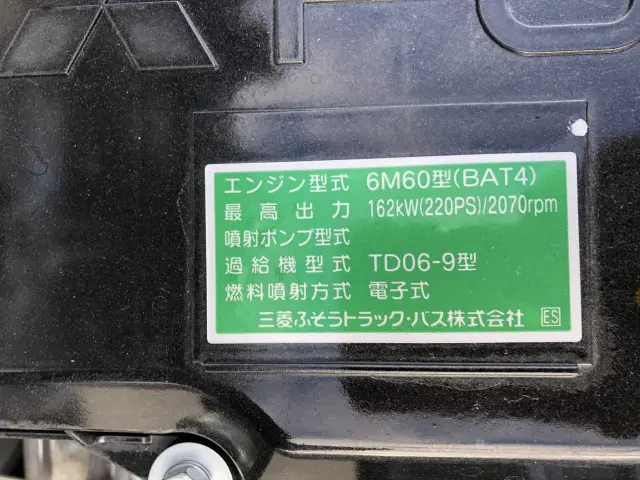 エンジン型式 6M60型(BAT4)
最高出力 162kW(220PS)/2070rpm
噴射ポンプ型式
過給機型式 TD06-9型
燃料噴射方式 電子式
三菱ふそうトラック・バス株式会社 ES